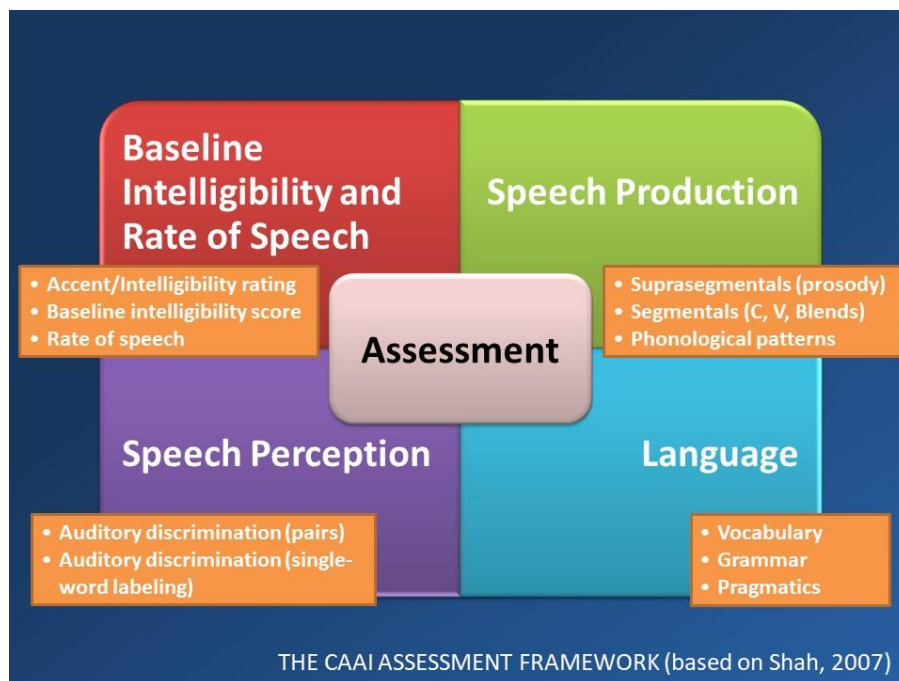 Baseline
Intelligibility and
Rate of Speech
• Accent/Intelligibility rating
• Baseline intelligibility score
• Rate of speech
Speech Production
• Suprasegmentals (prosody)
• Segmentals (C, V, Blends)
• Phonological patterns
Assessment
Speech Perception
• Auditory discrimination (pairs)
• Auditory discrimination (single-
word labeling)
Language
• Vocabulary
• Grammar
• Pragmatics
THE CAAI ASSESSMENT FRAMEWORK (based on Shah, 2007)